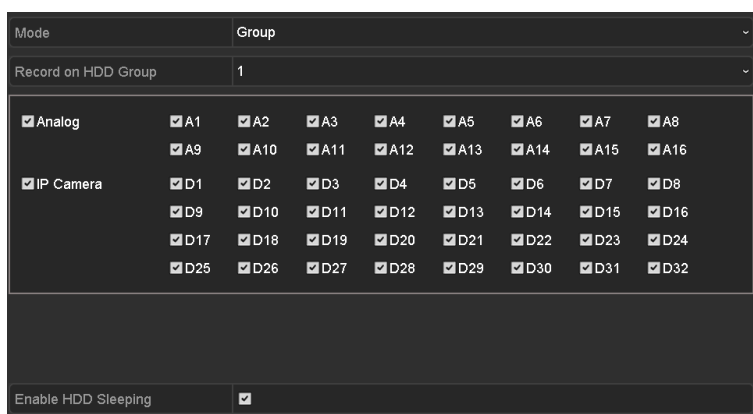 Mode Group
Record on HDD Group 1
Analog A1 A2 A3 A4 A5 A6 A7 A8
A9 A10 A11 A12 A13 A14 A15 A16
IP Camera D1 D2 D3 D4 D5 D6 D7 D8
D9 D10 D11 D12 D13 D14 D15 D16
D17 D18 D19 D20 D21 D22 D23 D24
D25 D26 D27 D28 D29 D30 D31 D32
Enable HDD Sleeping